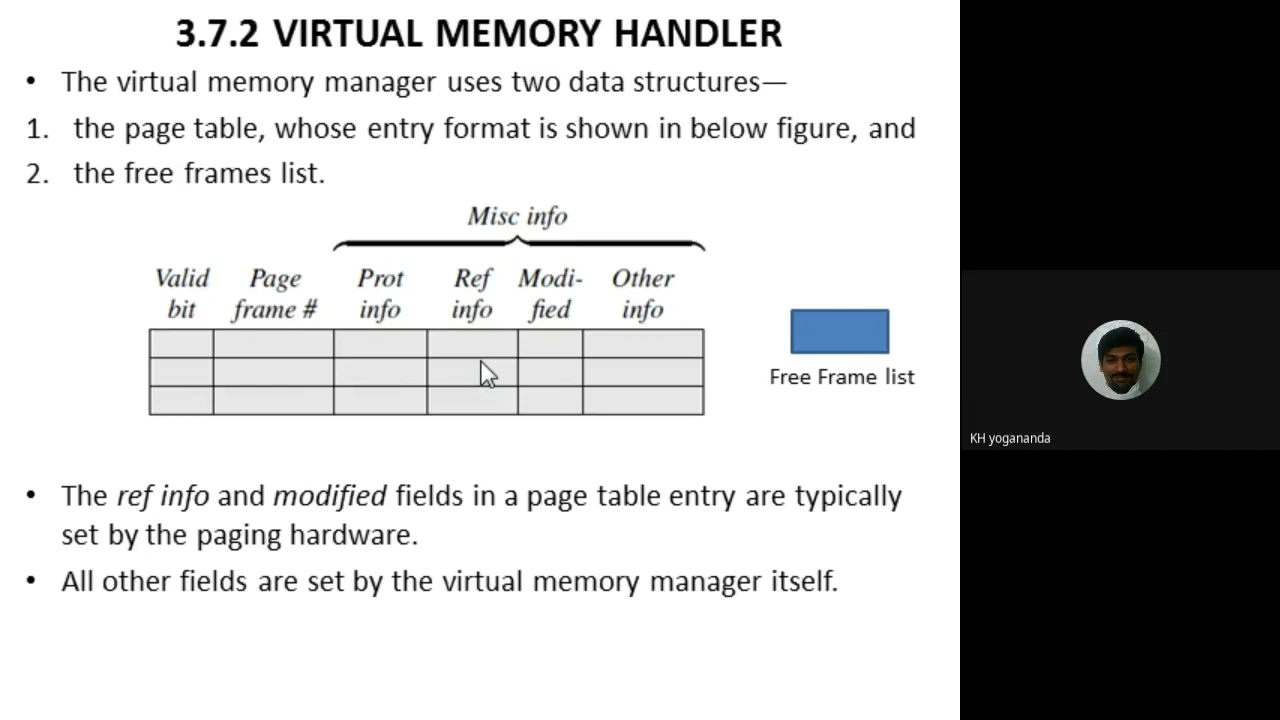 3.7.2 VIRTUAL MEMORY HANDLER
• The virtual memory manager uses two data structures—
1. the page table, whose entry format is shown in below figure, and
2. the free frames list.
Misc info
Valid bit
Page frame #
Prot info
Ref info
Modi-fied
Other info
Free Frame list
• The ref info and modified fields in a page table entry are typically
set by the paging hardware.
• All other fields are set by the virtual memory manager itself.
KH yogananda